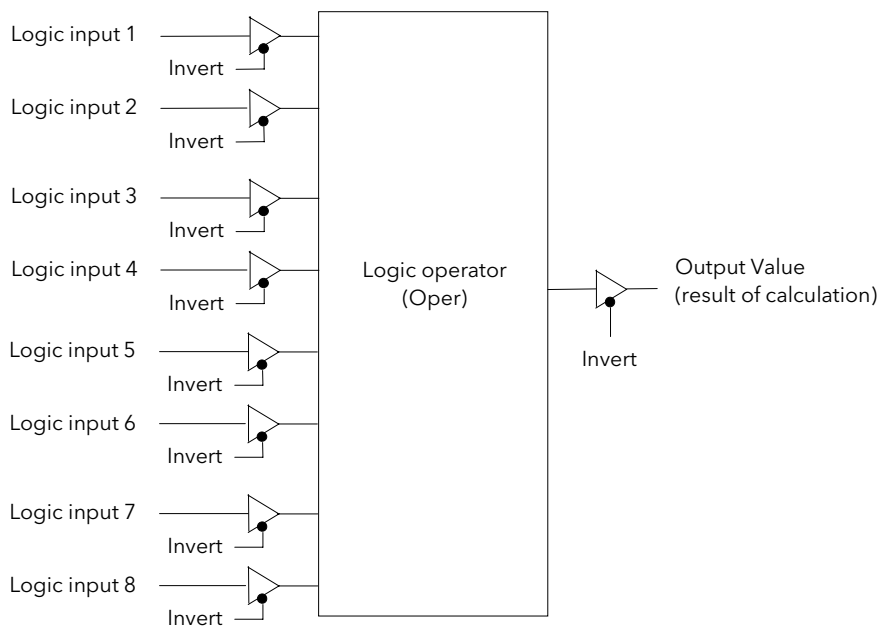 Logic input 1
Invert
Logic input 2
Invert
Logic input 3
Invert
Logic input 4
Invert
Logic input 5
Invert
Logic input 6
Invert
Logic input 7
Invert
Logic input 8
Invert
Logic operator
(Oper)
Output Value
(result of calculation)
Invert